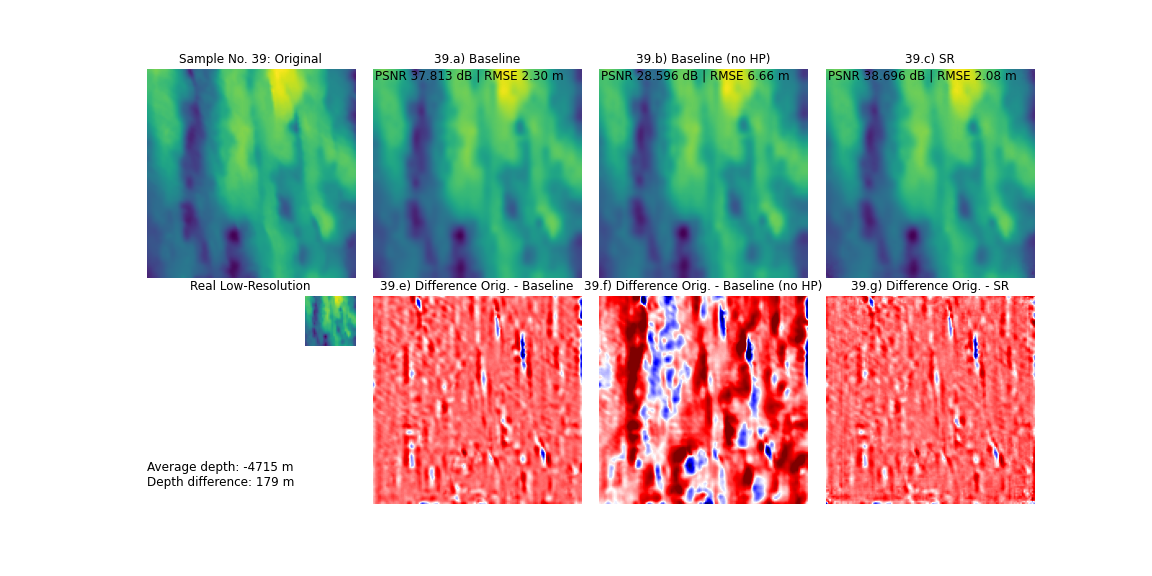 Sample No. 39: Original
39.a) Baseline
39.b) Baseline (no HP)
39.c) SR
PSNR 37.813 dB | RMSE 2.30 m
PSNR 28.596 dB | RMSE 6.66 m
PSNR 38.696 dB | RMSE 2.08 m
Real Low-Resolution
39.e) Difference Orig. - Baseline
39.f) Difference Orig. - Baseline (no HP)
39.g) Difference Orig. - SR
Average depth: -4715 m
Depth difference: 179 m